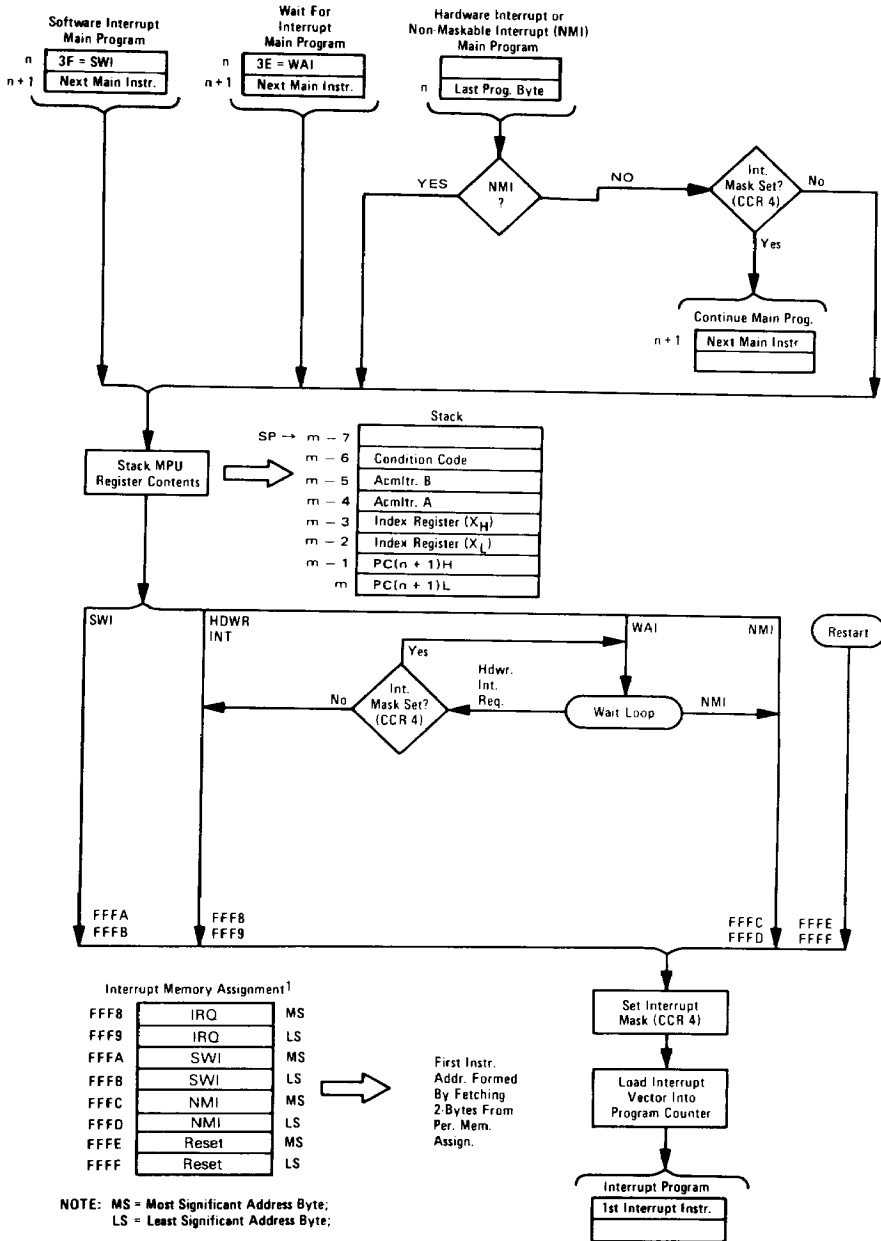 Software Interrupt
Main Program
n 3F = SWI
n + 1 Next Main Instr.
Wait For
Interrupt
Main Program
n 3E = WAI
n + 1 Next Main Instr.
Hardware Interrupt or
Non-Maskable Interrupt (NMI)
Main Program
n Last Prog. Byte
YES
NMI
?
NO
Int.
Mask Set?
(CCR 4)
No
Yes
Continue Main Prog.
n + 1 Next Main Instr
Stack MPU
Register Contents
Stack
SP → m – 7
m – 6 Condition Code
m – 5 Acmltr. B
m – 4 Acmltr. A
m – 3 Index Register (XH)
m – 2 Index Register (XL)
m – 1 PC(n + 1)H
m PC(n + 1)L
SWI
HDWR
INT
Yes
WAI
NMI
Restart
No
Int.
Mask Set?
(CCR 4)
Hdwr.
Int.
Req.
Wait Loop
NMI
FFFA
FFFB
FFF8
FFF9
FFFC
FFFD
FFFE
FFFF
Interrupt Memory Assignment1
FFF8 IRQ MS
FFF9 IRQ LS
FFFA SWI MS
FFFB SWI LS
FFFC NMI MS
FFFD NMI LS
FFFE Reset MS
FFFF Reset LS
NOTE: MS = Most Significant Address Byte;
LS = Least Significant Address Byte;
First Instr.
Addr. Formed
By Fetching
2-Bytes From
Per. Mem.
Assign.
Set Interrupt
Mask (CCR 4)
Load Interrupt
Vector Into
Program Counter
Interrupt Program
1st Interrupt Instr.